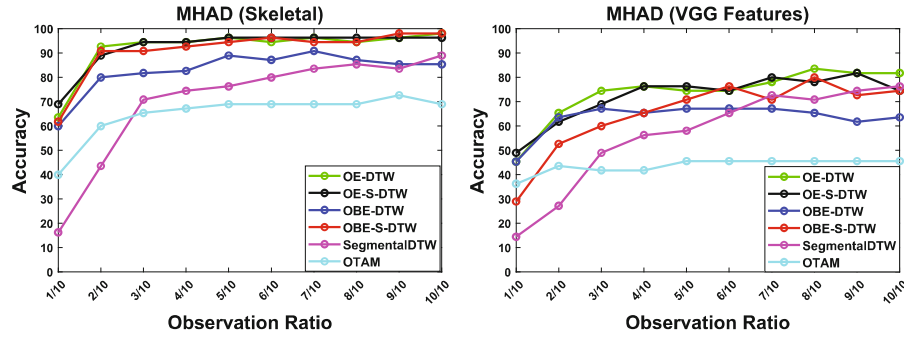 MHAD (Skeletal)
Accuracy
100
90
80
70
60
50
40
30
20
10
0
OE-DTW
OE-S-DTW
OBE-DTW
OBE-S-DTW
SegmentalDTW
OTAM
1/10 2/10 3/10 4/10 5/10 6/10 7/10 8/10 9/10 10/10
Observation Ratio
MHAD (VGG Features)
Accuracy
100
90
80
70
60
50
40
30
20
10
0
OE-DTW
OE-S-DTW
OBE-DTW
OBE-S-DTW
SegmentalDTW
OTAM
1/10 2/10 3/10 4/10 5/10 6/10 7/10 8/10 9/10 10/10
Observation Ratio